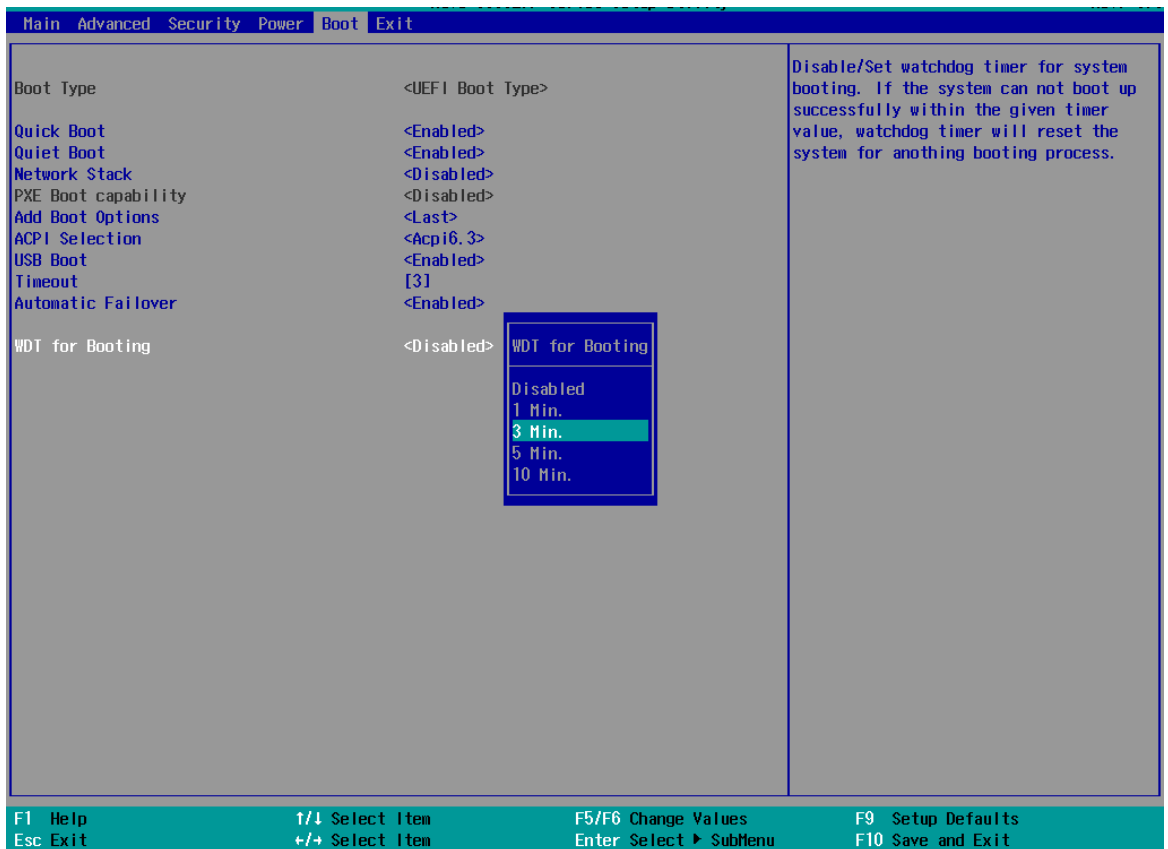 Main Advanced Security Power Boot Exit
Boot Type <UEFI Boot Type>
Quick Boot <Enabled>
Quiet Boot <Enabled>
Network Stack <Disabled>
PXE Boot capability <Disabled>
Add Boot Options <Last>
ACPI Selection <Acpi6.3>
USB Boot <Enabled>
Timeout [3]
Automatic Failover <Enabled>
WDT for Booting <Disabled>
WDT for Booting
Disabled
1 Min.
3 Min.
5 Min.
10 Min.
Disable/Set watchdog timer for system
booting. If the system can not boot up
successfully within the given timer
value, watchdog timer will reset the
system for anothing booting process.
F1 Help ↑/↓ Select Item F5/F6 Change Values F9 Setup Defaults
Esc Exit ←/→ Select Item Enter Select ▶ SubMenu F10 Save and Exit